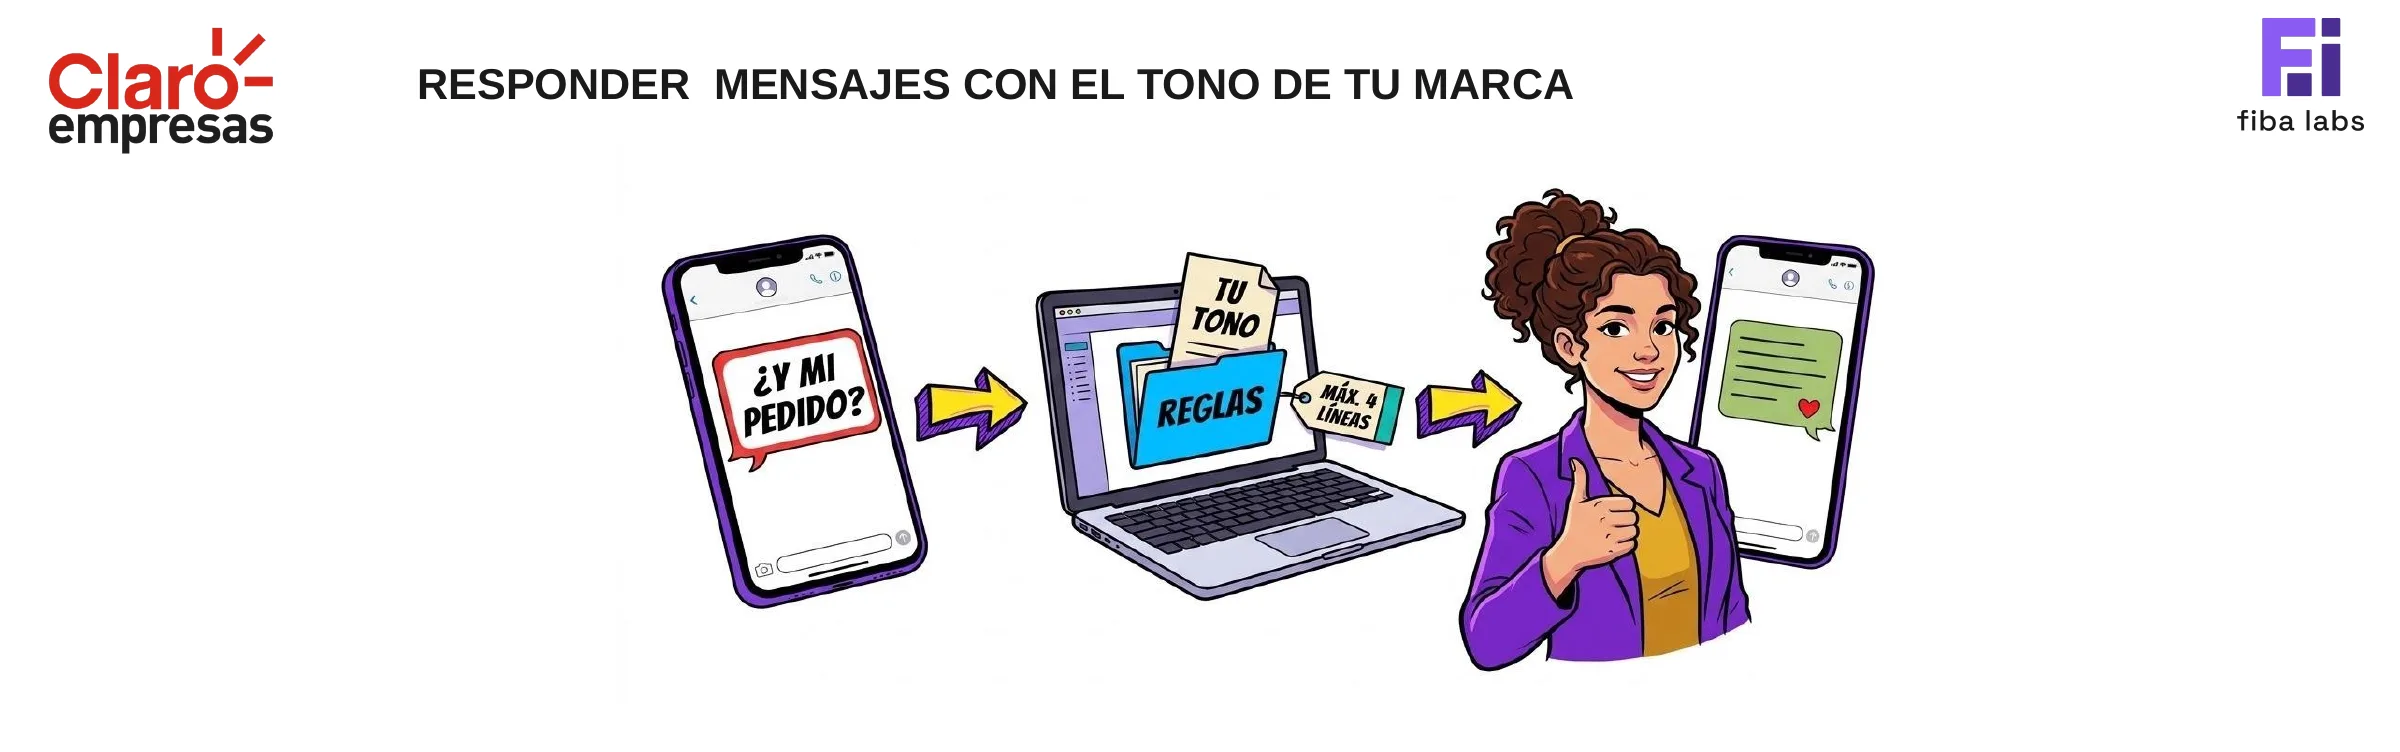 Claro
empresas
RESPONDER  MENSAJES CON EL TONO DE TU MARCA
fiba labs
¿Y MI
PEDIDO?
TU
TONO
REGLAS
MÁX. 4
LÍNEAS